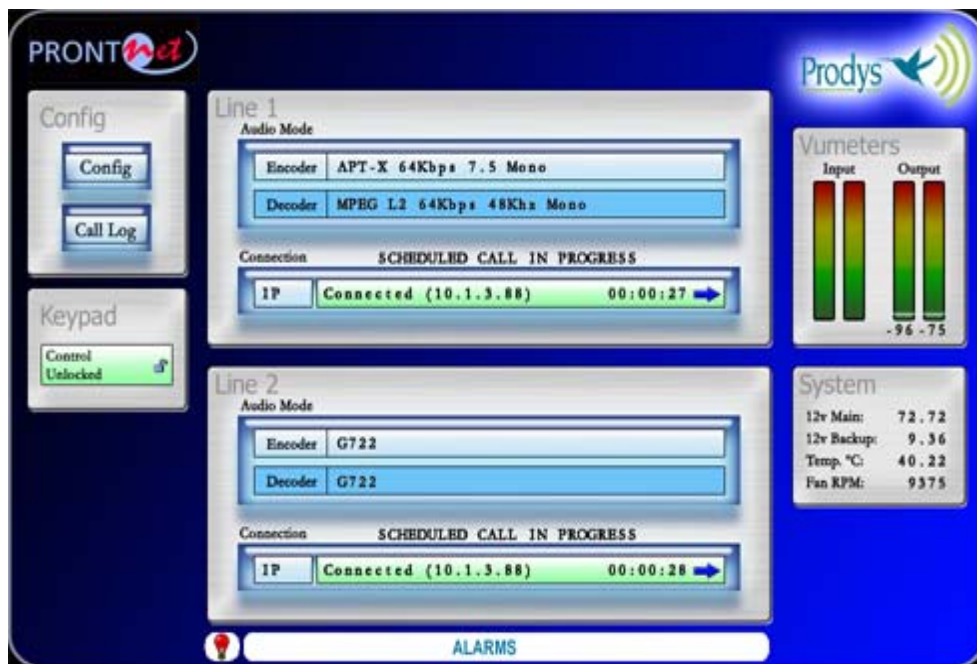 PRONTnet
Prodys
Config
Config
Call Log
Keypad
Control
Unlocked
Line 1
Audio Mode
Encoder APT-X 64Kbps 7.5 Mono
Decoder MPEG L2 64Kbps 48Khz Mono
Connection SCHEDULED CALL IN PROGRESS
IP Connected (10.1.3.88) 00:00:27
Line 2
Audio Mode
Encoder G722
Decoder G722
Connection SCHEDULED CALL IN PROGRESS
IP Connected (10.1.3.88) 00:00:28
Vumeters
Input Output
-96 -75
System
12v Main: 72.72
12v Backup: 9.36
Temp. ºC: 40.22
Fan RPM: 9375
ALARMS